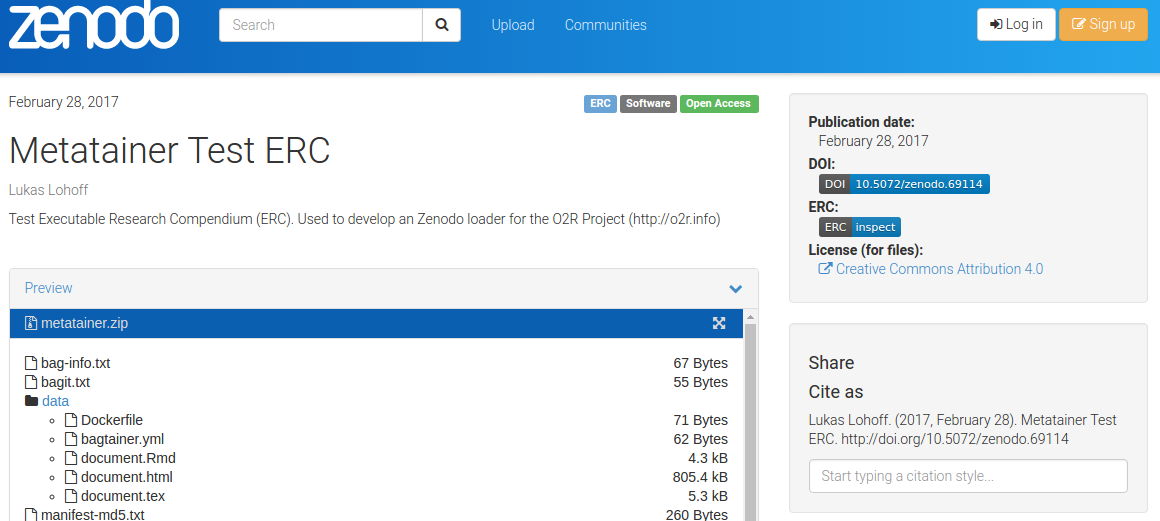 zenodo
Search
Upload
Communities
Log in
Sign up
February 28, 2017
ERC
Software
Open Access
Metatainer Test ERC
Lukas Lohoff
Test Executable Research Compendium (ERC). Used to develop an Zenodo loader for the O2R Project (http://o2r.info)
Preview
metatainer.zip
bag-info.txt 67 Bytes
bagit.txt 55 Bytes
data
Dockerfile 71 Bytes
bagtainer.yml 62 Bytes
document.Rmd 4.3 kB
document.html 805.4 kB
document.tex 5.3 kB
manifest-md5.txt 260 Bytes
Publication date:
February 28, 2017
DOI:
DOI 10.5072/zenodo.69114
ERC:
ERC inspect
License (for files):
Creative Commons Attribution 4.0
Share
Cite as
Lukas Lohoff. (2017, February 28). Metatainer Test
ERC. http://doi.org/10.5072/zenodo.69114
Start typing a citation style...